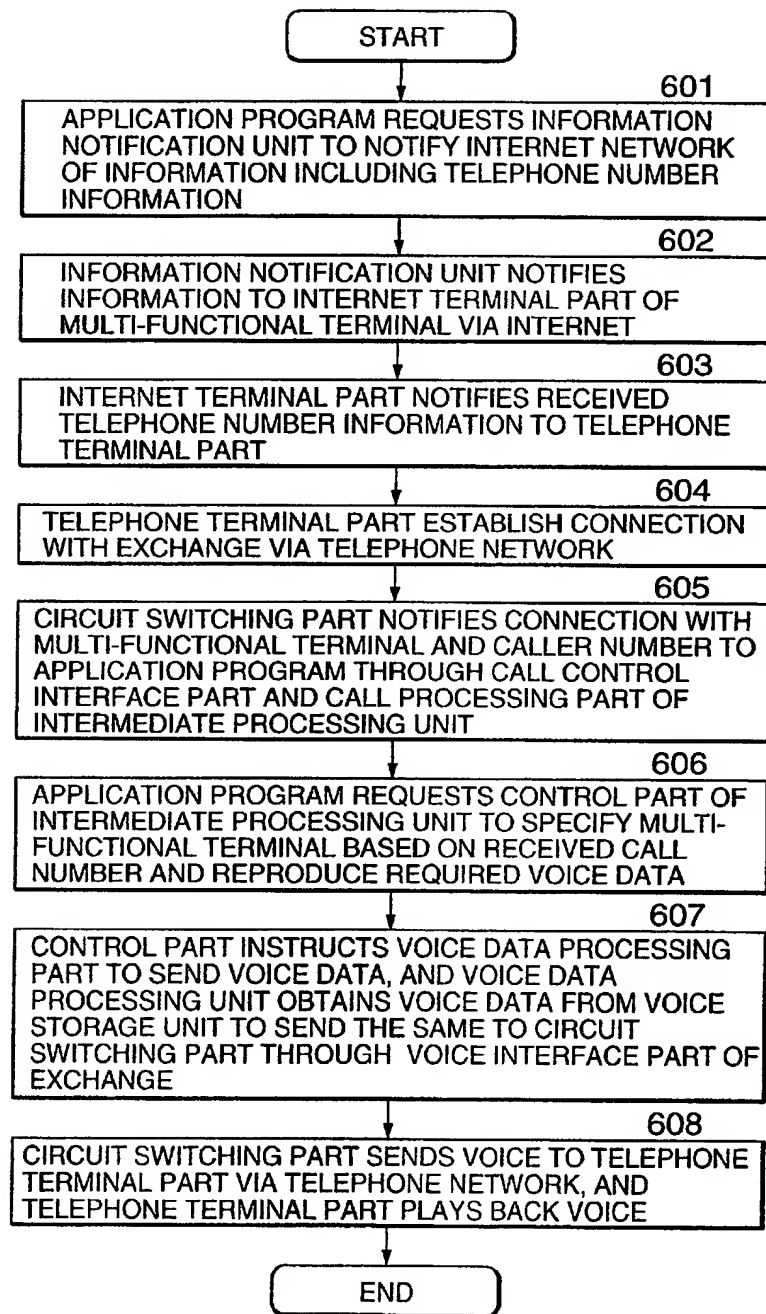 START
601
APPLICATION PROGRAM REQUESTS INFORMATION
NOTIFICATION UNIT TO NOTIFY INTERNET NETWORK
OF INFORMATION INCLUDING TELEPHONE NUMBER
INFORMATION
602
INFORMATION NOTIFICATION UNIT NOTIFIES
INFORMATION TO INTERNET TERMINAL PART OF
MULTI-FUNCTIONAL TERMINAL VIA INTERNET
603
INTERNET TERMINAL PART NOTIFIES RECEIVED
TELEPHONE NUMBER INFORMATION TO TELEPHONE
TERMINAL PART
604
TELEPHONE TERMINAL PART ESTABLISH CONNECTION
WITH EXCHANGE VIA TELEPHONE NETWORK
605
CIRCUIT SWITCHING PART NOTIFIES CONNECTION WITH
MULTI-FUNCTIONAL TERMINAL AND CALLER NUMBER TO
APPLICATION PROGRAM THROUGH CALL CONTROL
INTERFACE PART AND CALL PROCESSING PART OF
INTERMEDIATE PROCESSING UNIT
606
APPLICATION PROGRAM REQUESTS CONTROL PART OF
INTERMEDIATE PROCESSING UNIT TO SPECIFY MULTI-
FUNCTIONAL TERMINAL BASED ON RECEIVED CALL
NUMBER AND REPRODUCE REQUIRED VOICE DATA
607
CONTROL PART INSTRUCTS VOICE DATA PROCESSING
PART TO SEND VOICE DATA, AND VOICE DATA
PROCESSING UNIT OBTAINS VOICE DATA FROM VOICE
STORAGE UNIT TO SEND THE SAME TO CIRCUIT
SWITCHING PART THROUGH VOICE INTERFACE PART OF
EXCHANGE
608
CIRCUIT SWITCHING PART SENDS VOICE TO TELEPHONE
TERMINAL PART VIA TELEPHONE NETWORK, AND
TELEPHONE TERMINAL PART PLAYS BACK VOICE
END